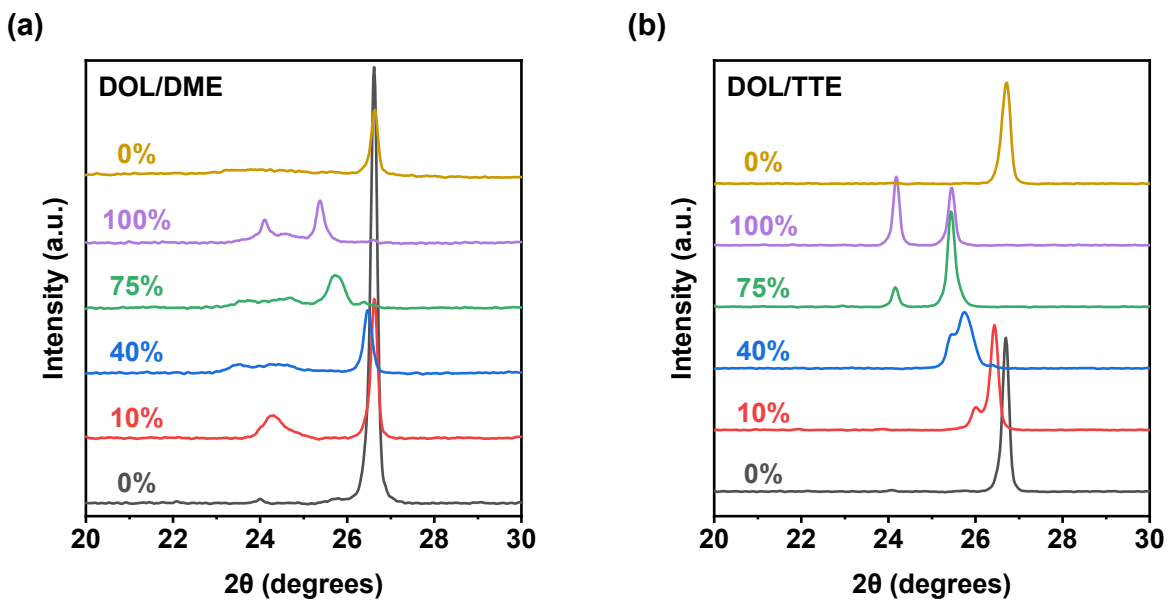 (a)
DOL/DME
0%
100%
75%
40%
10%
0%
Intensity (a.u.)
20 22 24 26 28 30
2θ (degrees)
(b)
DOL/TTE
0%
100%
75%
40%
10%
0%
Intensity (a.u.)
20 22 24 26 28 30
2θ (degrees)